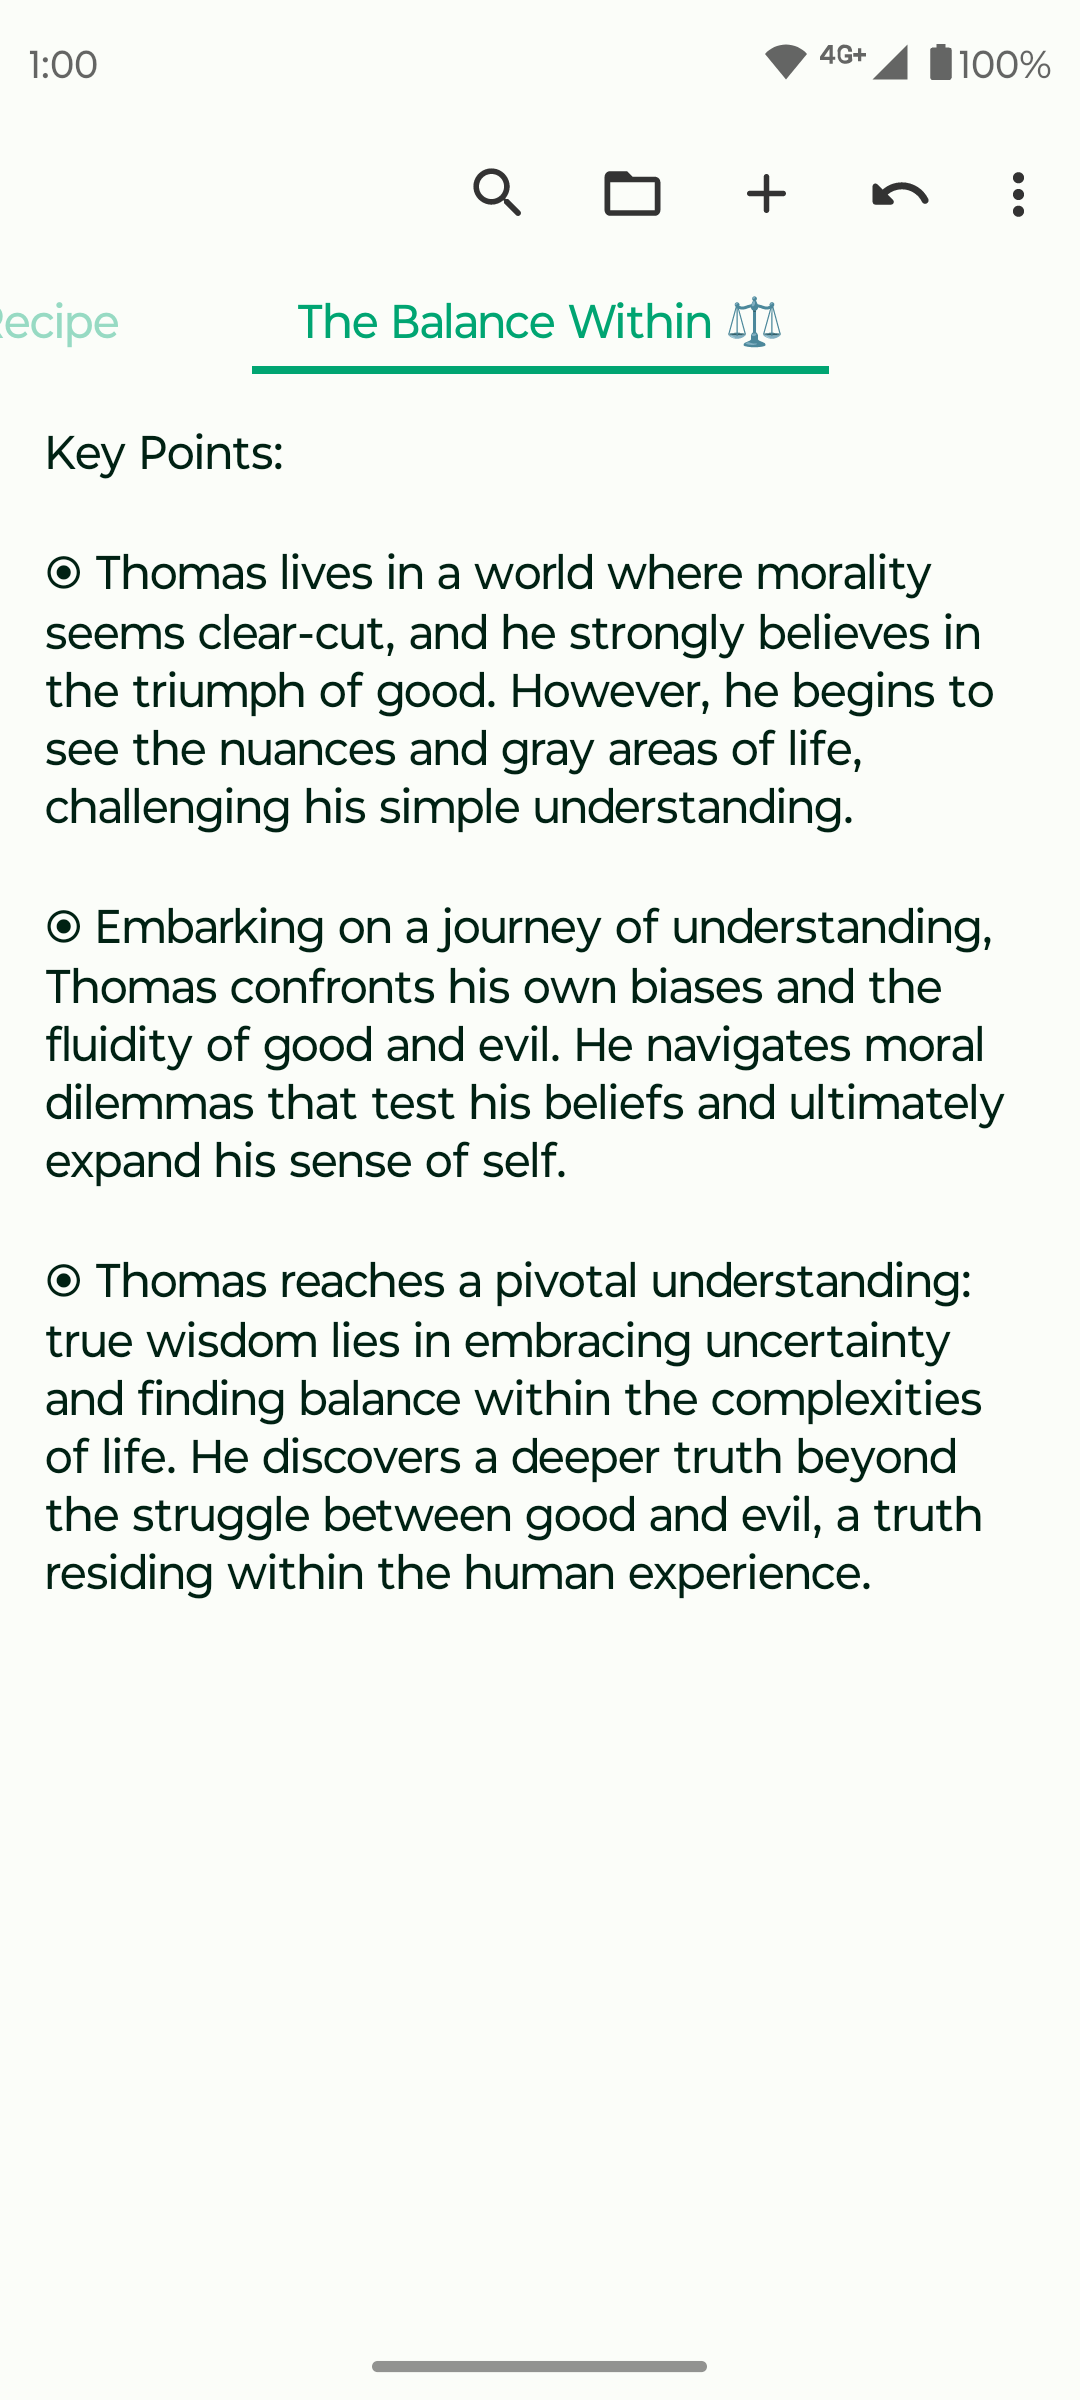 1:00
4G+
100%
Recipe
The Balance Within ⚖️
Key Points:
◉ Thomas lives in a world where morality
seems clear-cut, and he strongly believes in
the triumph of good. However, he begins to
see the nuances and gray areas of life,
challenging his simple understanding.
◉ Embarking on a journey of understanding,
Thomas confronts his own biases and the
fluidity of good and evil. He navigates moral
dilemmas that test his beliefs and ultimately
expand his sense of self.
◉ Thomas reaches a pivotal understanding:
true wisdom lies in embracing uncertainty
and finding balance within the complexities
of life. He discovers a deeper truth beyond
the struggle between good and evil, a truth
residing within the human experience.